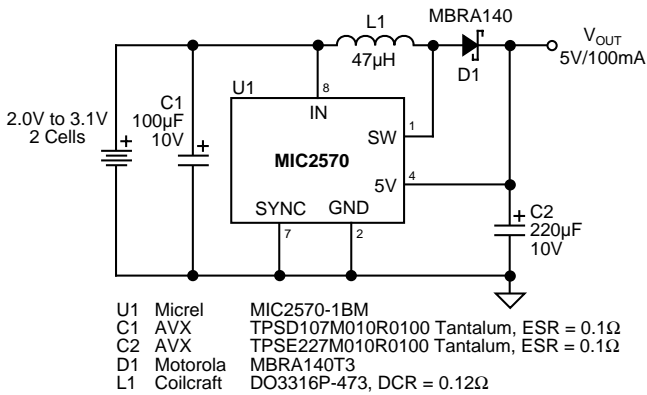 MBRA140
L1
47µH
D1
VOUT
5V/100mA
U1
8
IN
2.0V to 3.1V
2 Cells
+
C1
100µF
10V
+
SW
1
MIC2570
5V
4
SYNC
GND
7
2
+
C2
220µF
10V
U1 Micrel MIC2570-1BM
C1 AVX TPSD107M010R0100 Tantalum, ESR = 0.1Ω
C2 AVX TPSE227M010R0100 Tantalum, ESR = 0.1Ω
D1 Motorola MBRA140T3
L1 Coilcraft DO3316P-473, DCR = 0.12Ω